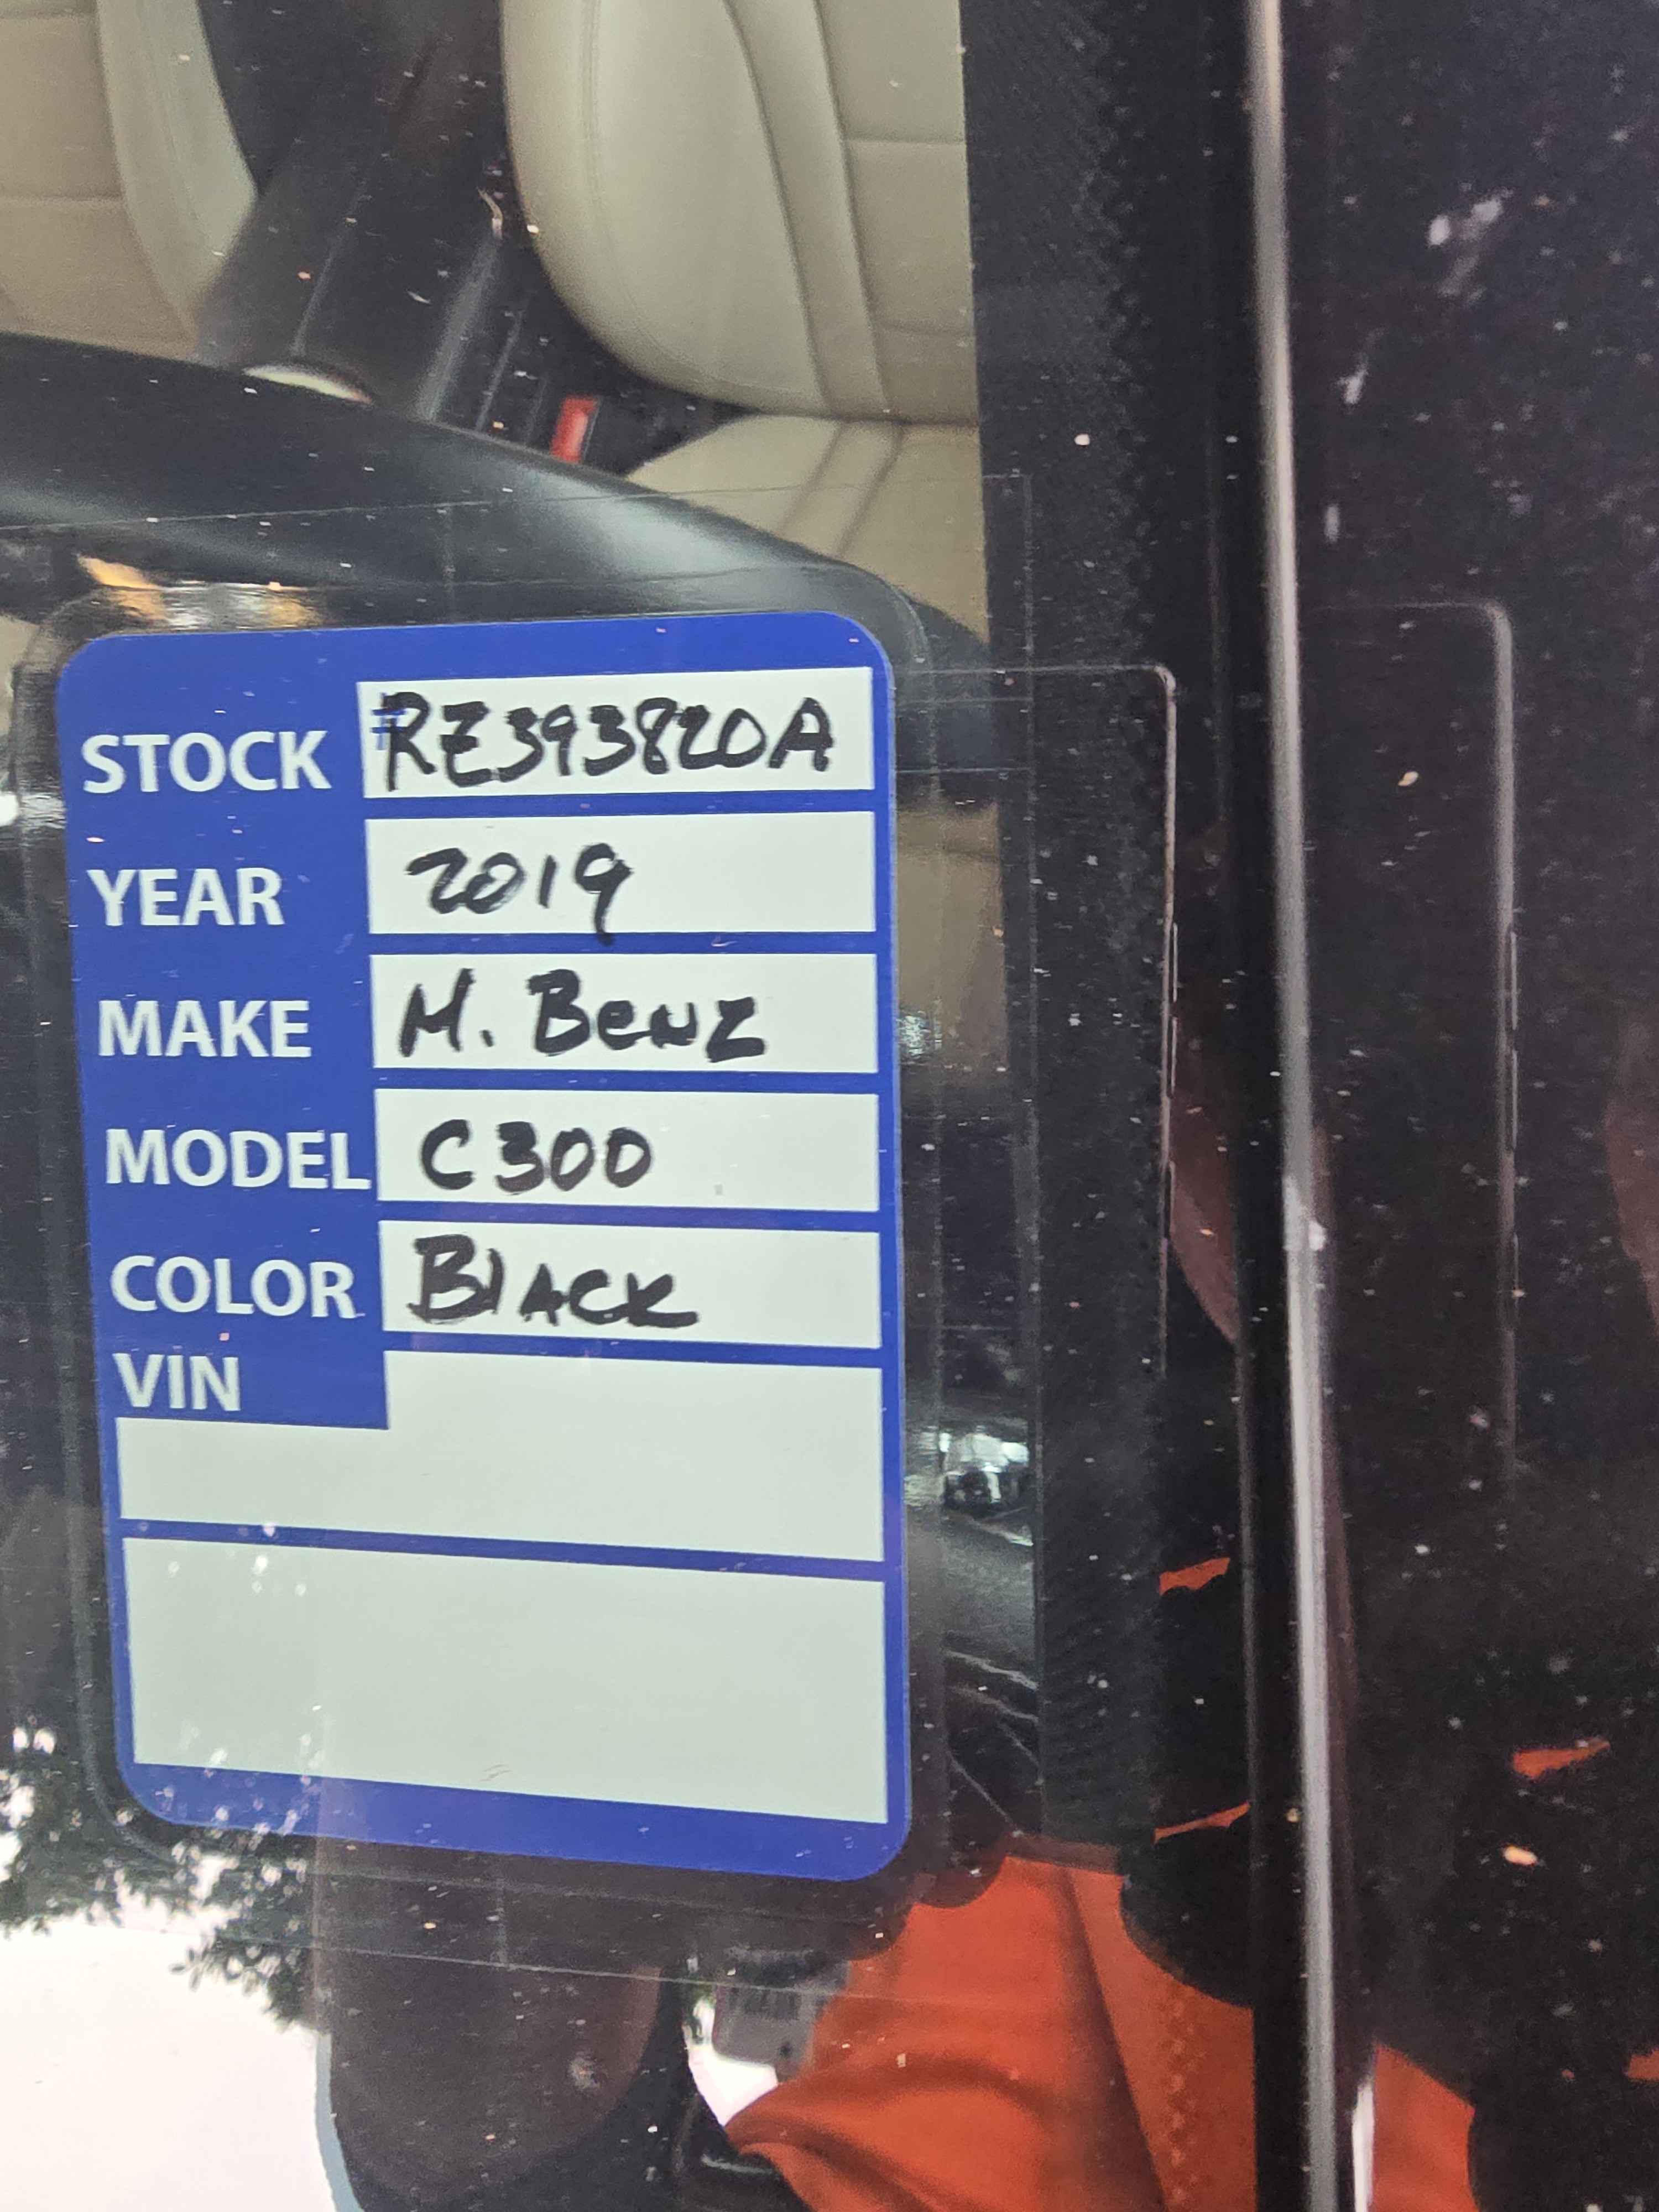 STOCK #RE393820A
YEAR 2019
MAKE M. Benz
MODEL C300
COLOR BlACK
VIN